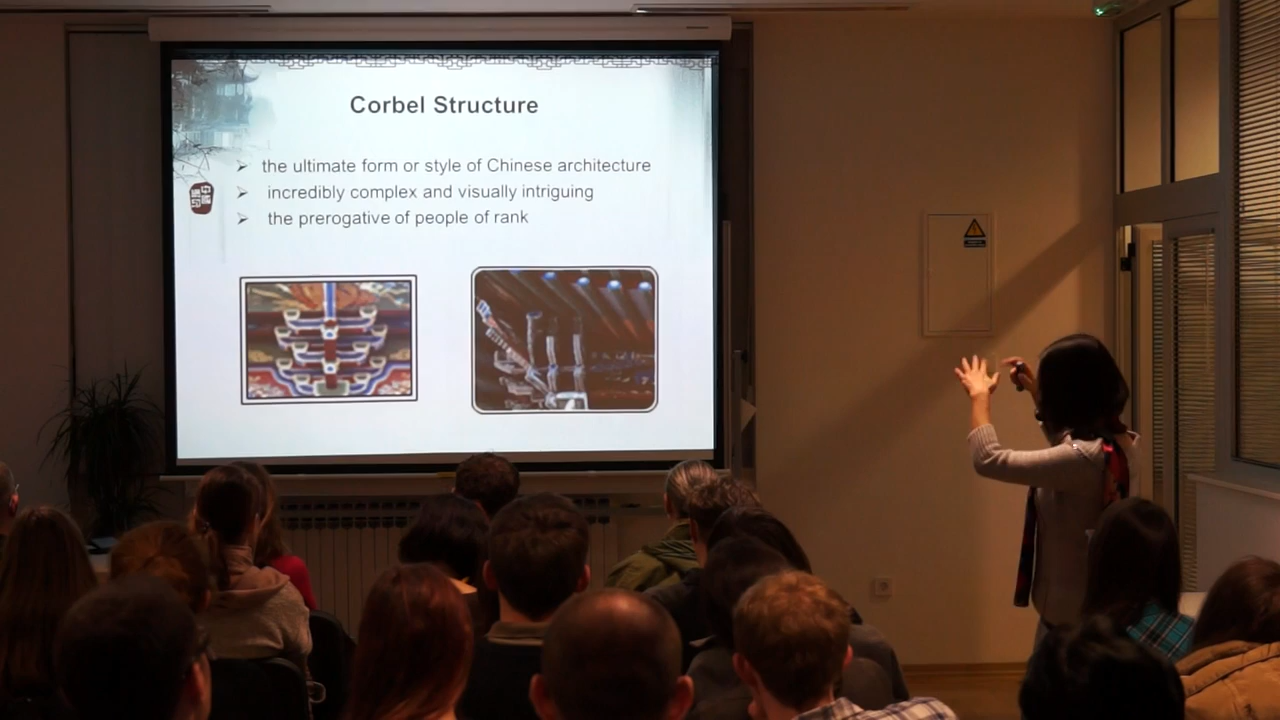 Corbel Structure
the ultimate form or style of Chinese architecture
incredibly complex and visually intriguing
the prerogative of people of rank